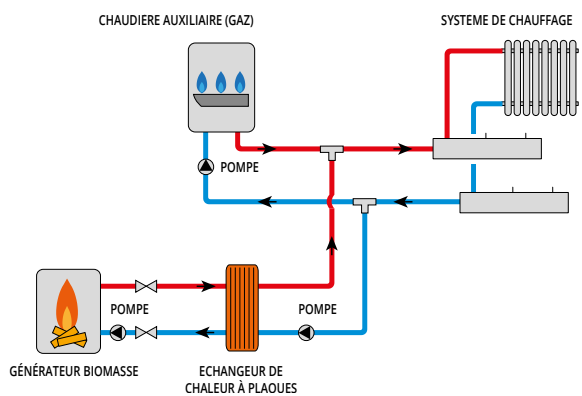 CHAUDIERE AUXILIAIRE (GAZ)
SYSTEME DE CHAUFFAGE
POMPE
POMPE
POMPE
GÉNÉRATEUR BIOMASSE
ECHANGEUR DE
CHALEUR À PLAQUES